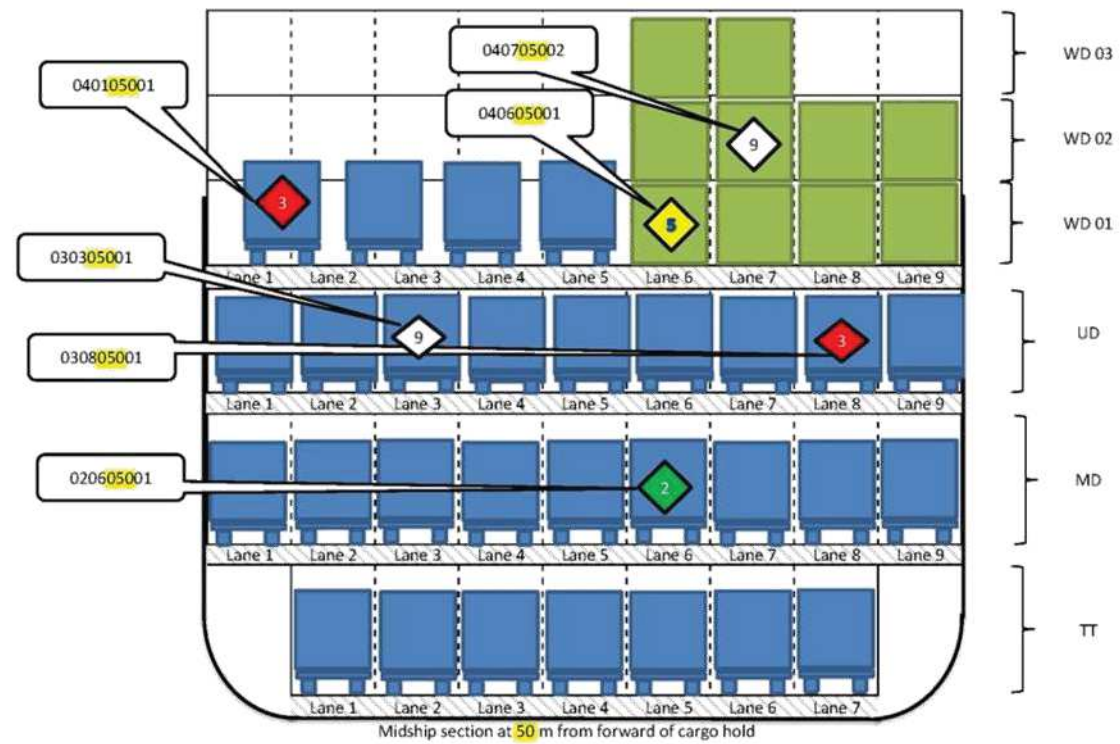 WD 03
040705002
040105001
040605001
9
WD 02
3
5
WD 01
030305001
Lane 1 Lane 2 Lane 3 Lane 4 Lane 5 Lane 6 Lane 7 Lane 8 Lane 9
9
3
UD
030805001
Lane 1 Lane 2 Lane 3 Lane 4 Lane 5 Lane 6 Lane 7 Lane 8 Lane 9
020605001
2
MD
Lane 1 Lane 2 Lane 3 Lane 4 Lane 5 Lane 6 Lane 7 Lane 8 Lane 9
TT
Lane 1 Lane 2 Lane 3 Lane 4 Lane 5 Lane 6 Lane 7
Midship section at 50 m from forward of cargo hold